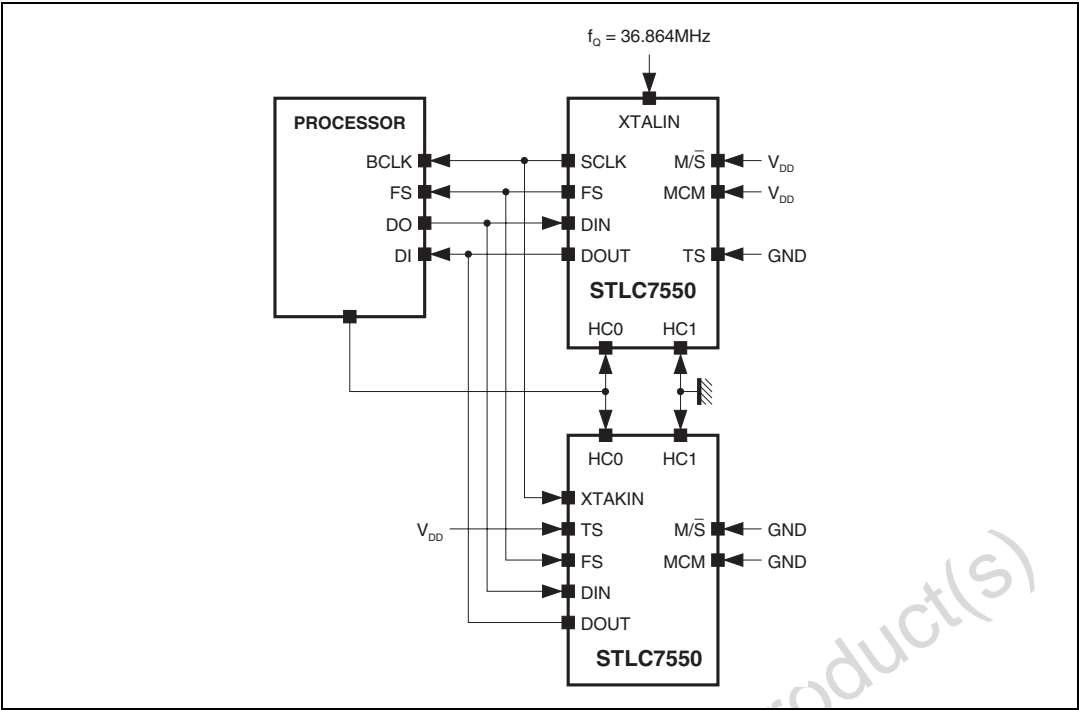 f_Q = 36.864MHz
PROCESSOR
BCLK
FS
DO
DI
XTALIN
SCLK
FS
DIN
DOUT
M/S̅
MCM
TS
V_DD
V_DD
GND
STLC7550
HC0
HC1
HC0
HC1
XTAKIN
V_DD
TS
FS
DIN
DOUT
M/S̅
MCM
GND
GND
STLC7550
roduct(s)